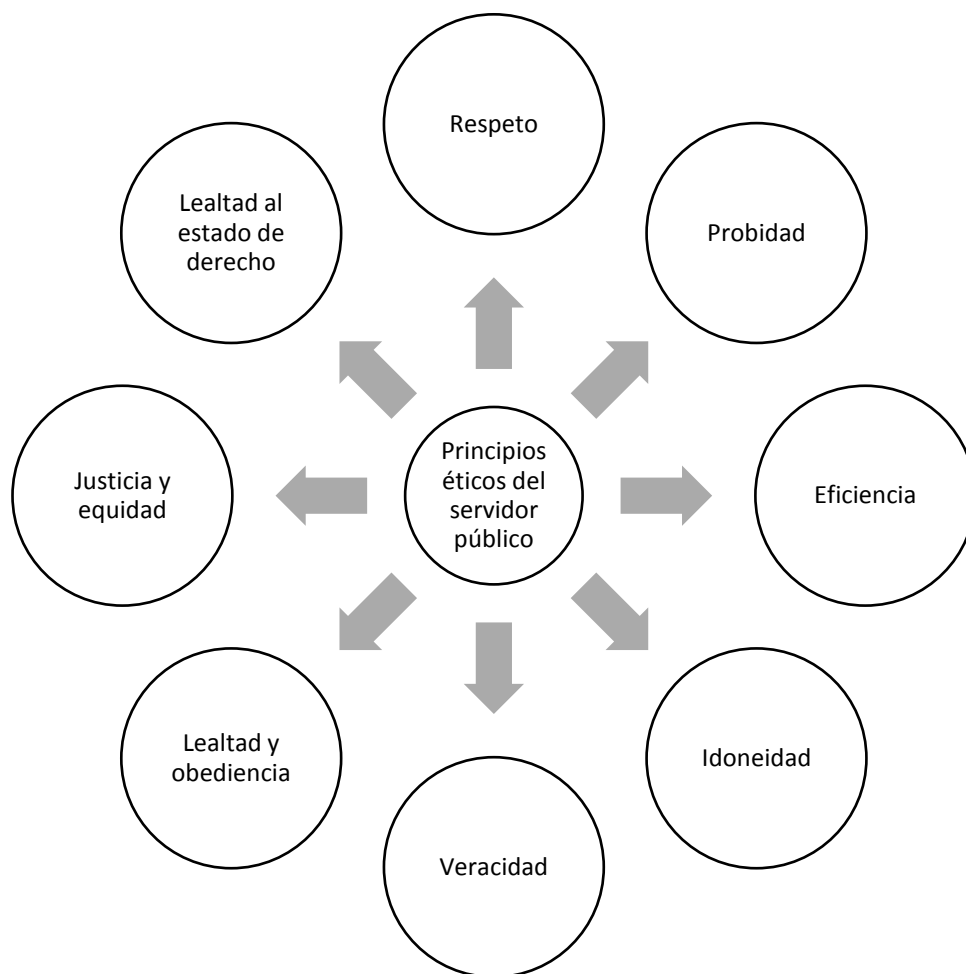 Respeto
Probidad
Eficiencia
Idoneidad
Veracidad
Lealtad y
obediencia
Justicia y
equidad
Lealtad al
estado de
derecho
Principios
éticos del
servidor
público